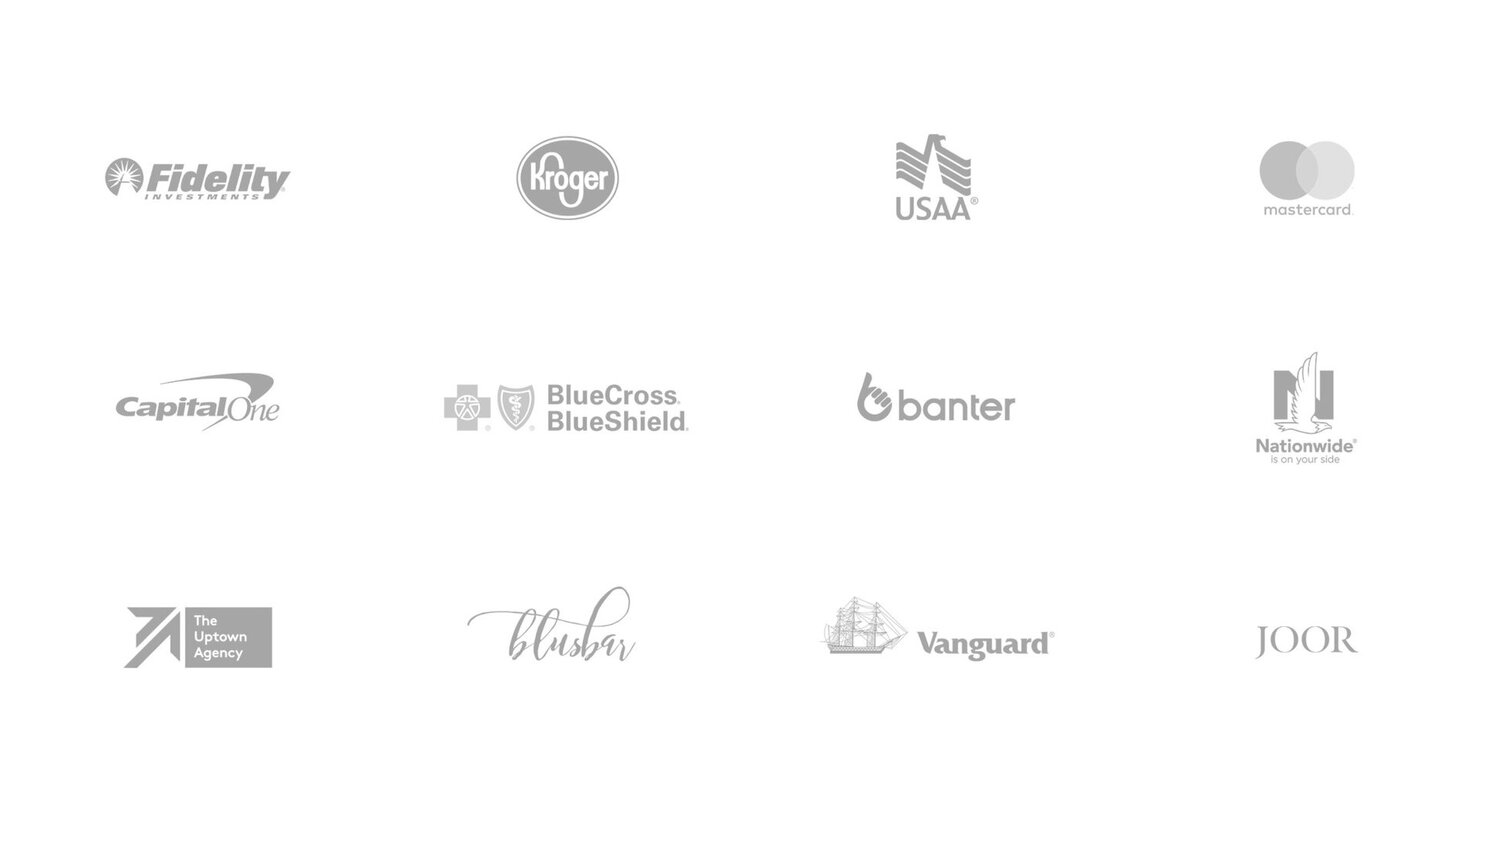 Fidelity
INVESTMENTS
Kroger
USAA®
mastercard.
CapitalOne
BlueCross®
BlueShield®
banter
N
Nationwide®
is on your side
The
Uptown
Agency
blusbar
Vanguard®
JOOR